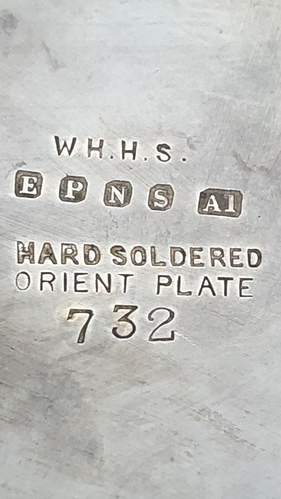 W.H.H.S.
E P N S A1
HARD SOLDERED
ORIENT PLATE
732